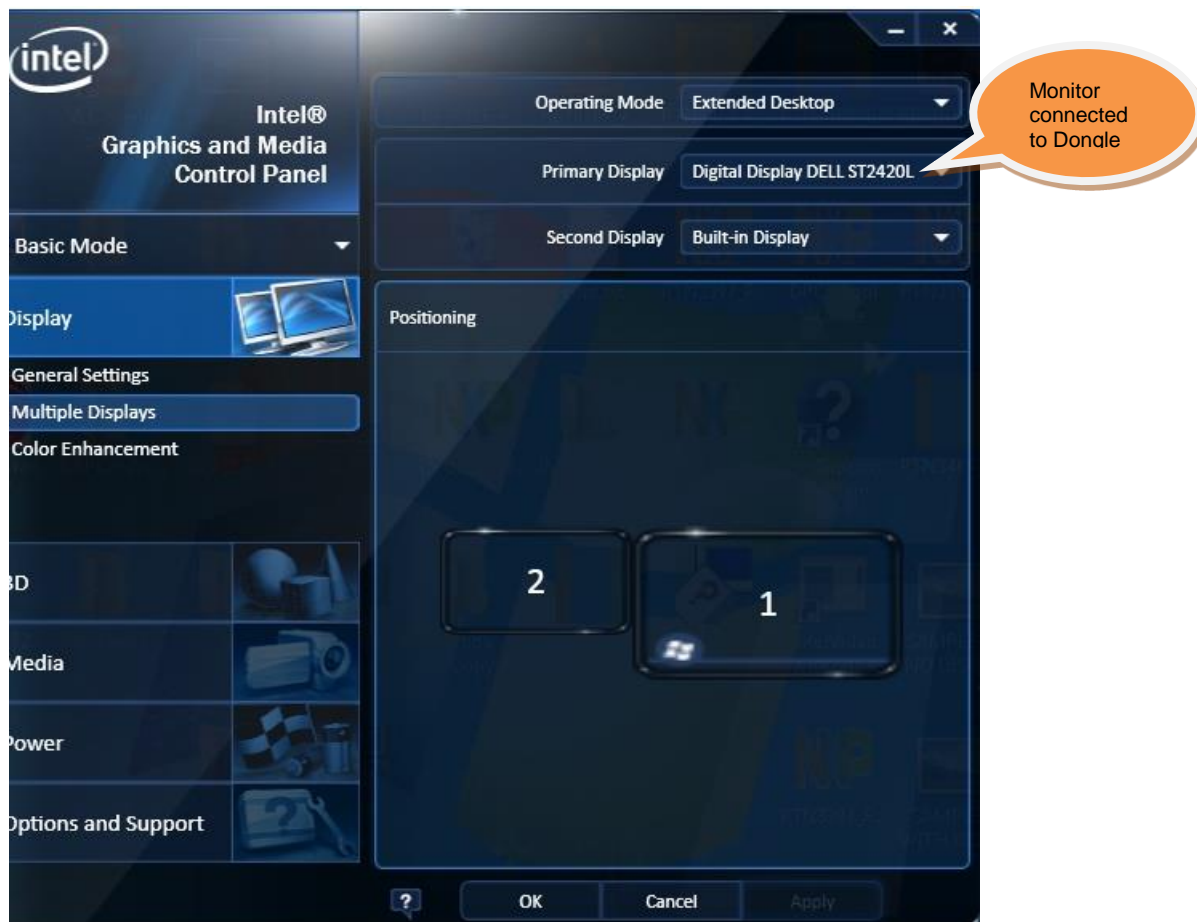 intel
Intel®
Graphics and Media
Control Panel
Basic Mode
Display
General Settings
Multiple Displays
Color Enhancement
3D
Media
Power
Options and Support
Operating Mode Extended Desktop
Primary Display Digital Display DELL ST2420L
Second Display Built-in Display
Positioning
2
1
? OK Cancel Apply
Monitor
connected
to Dongle